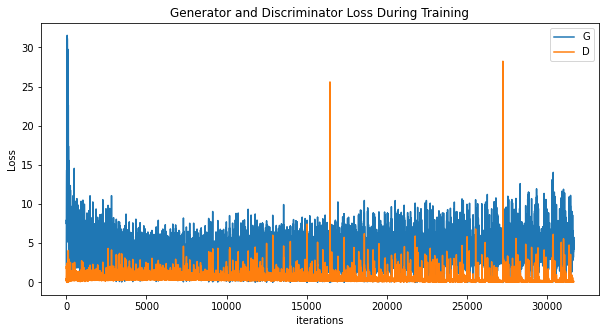 Generator and Discriminator Loss During Training
G
D
30
25
20
15
10
5
0
Loss
0 5000 10000 15000 20000 25000 30000
iterations